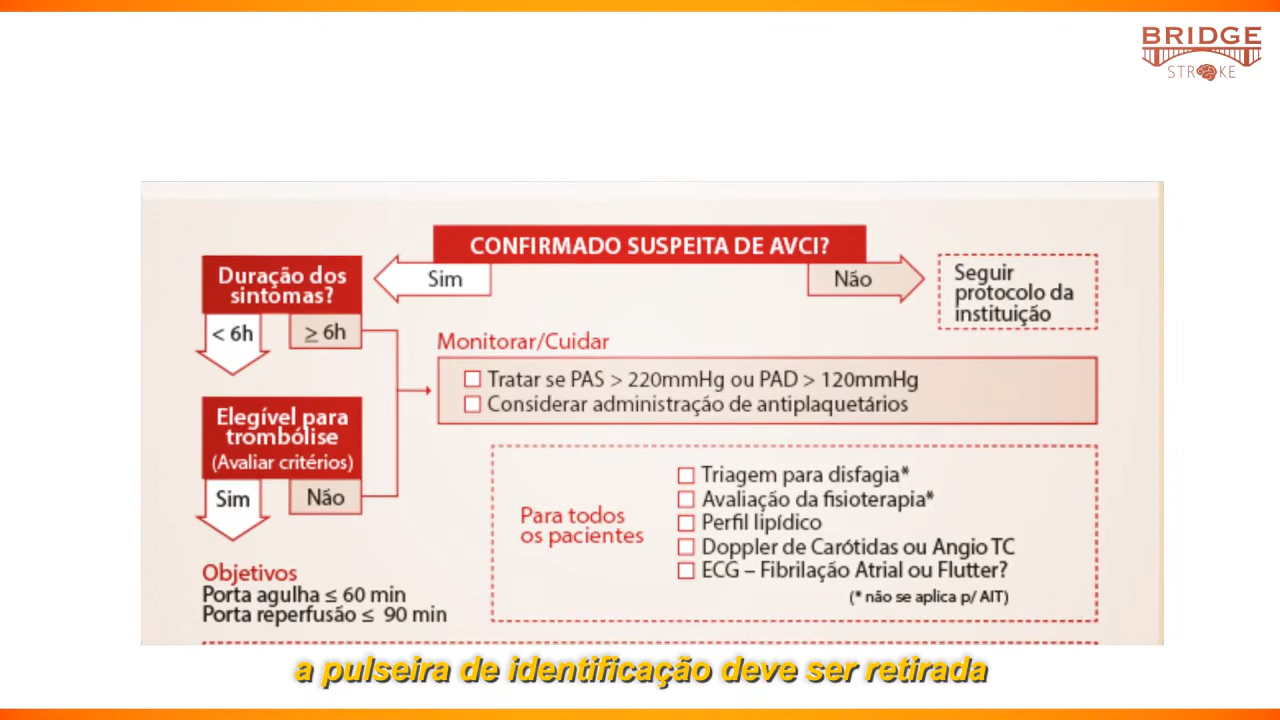 BRIDGE
STROKE
CONFIRMADO SUSPEITA DE AVCI?
Sim
Não
Seguir
protocolo da
instituição
Duração dos
sintomas?
< 6h
≥ 6h
Monitorar/Cuidar
Tratar se PAS > 220mmHg ou PAD > 120mmHg
Considerar administração de antiplaquetários
Elegível para
trombólise
(Avaliar critérios)
Sim
Não
Para todos
os pacientes
Triagem para disfagia*
Avaliação da fisioterapia*
Perfil lipídico
Doppler de Carótidas ou Angio TC
ECG – Fibrilação Atrial ou Flutter?
(* não se aplica p/ AIT)
Objetivos
Porta agulha ≤ 60 min
Porta reperfusão ≤ 90 min
a pulseira de identificação deve ser retirada